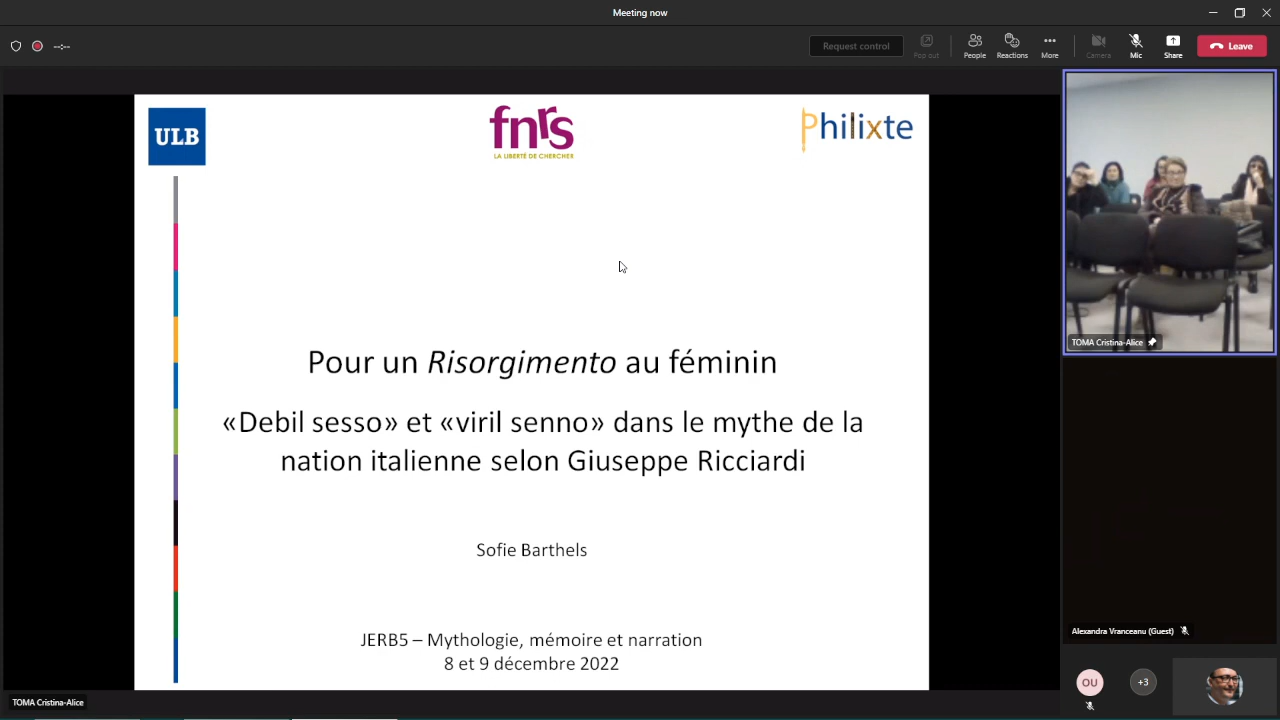 Meeting now
--:--
Request control
Pop out
People
Reactions
More
Camera
Mic
Share
Leave
ULB
fnrs
LA LIBERTÉ DE CHERCHER
Philixte
Pour un Risorgimento au féminin
«Debil sesso» et «viril senno» dans le mythe de la
nation italienne selon Giuseppe Ricciardi
Sofie Barthels
JERB5 – Mythologie, mémoire et narration
8 et 9 décembre 2022
TOMA Cristina-Alice
TOMA Cristina-Alice
Alexandra Vranceanu (Guest)
OU
+3